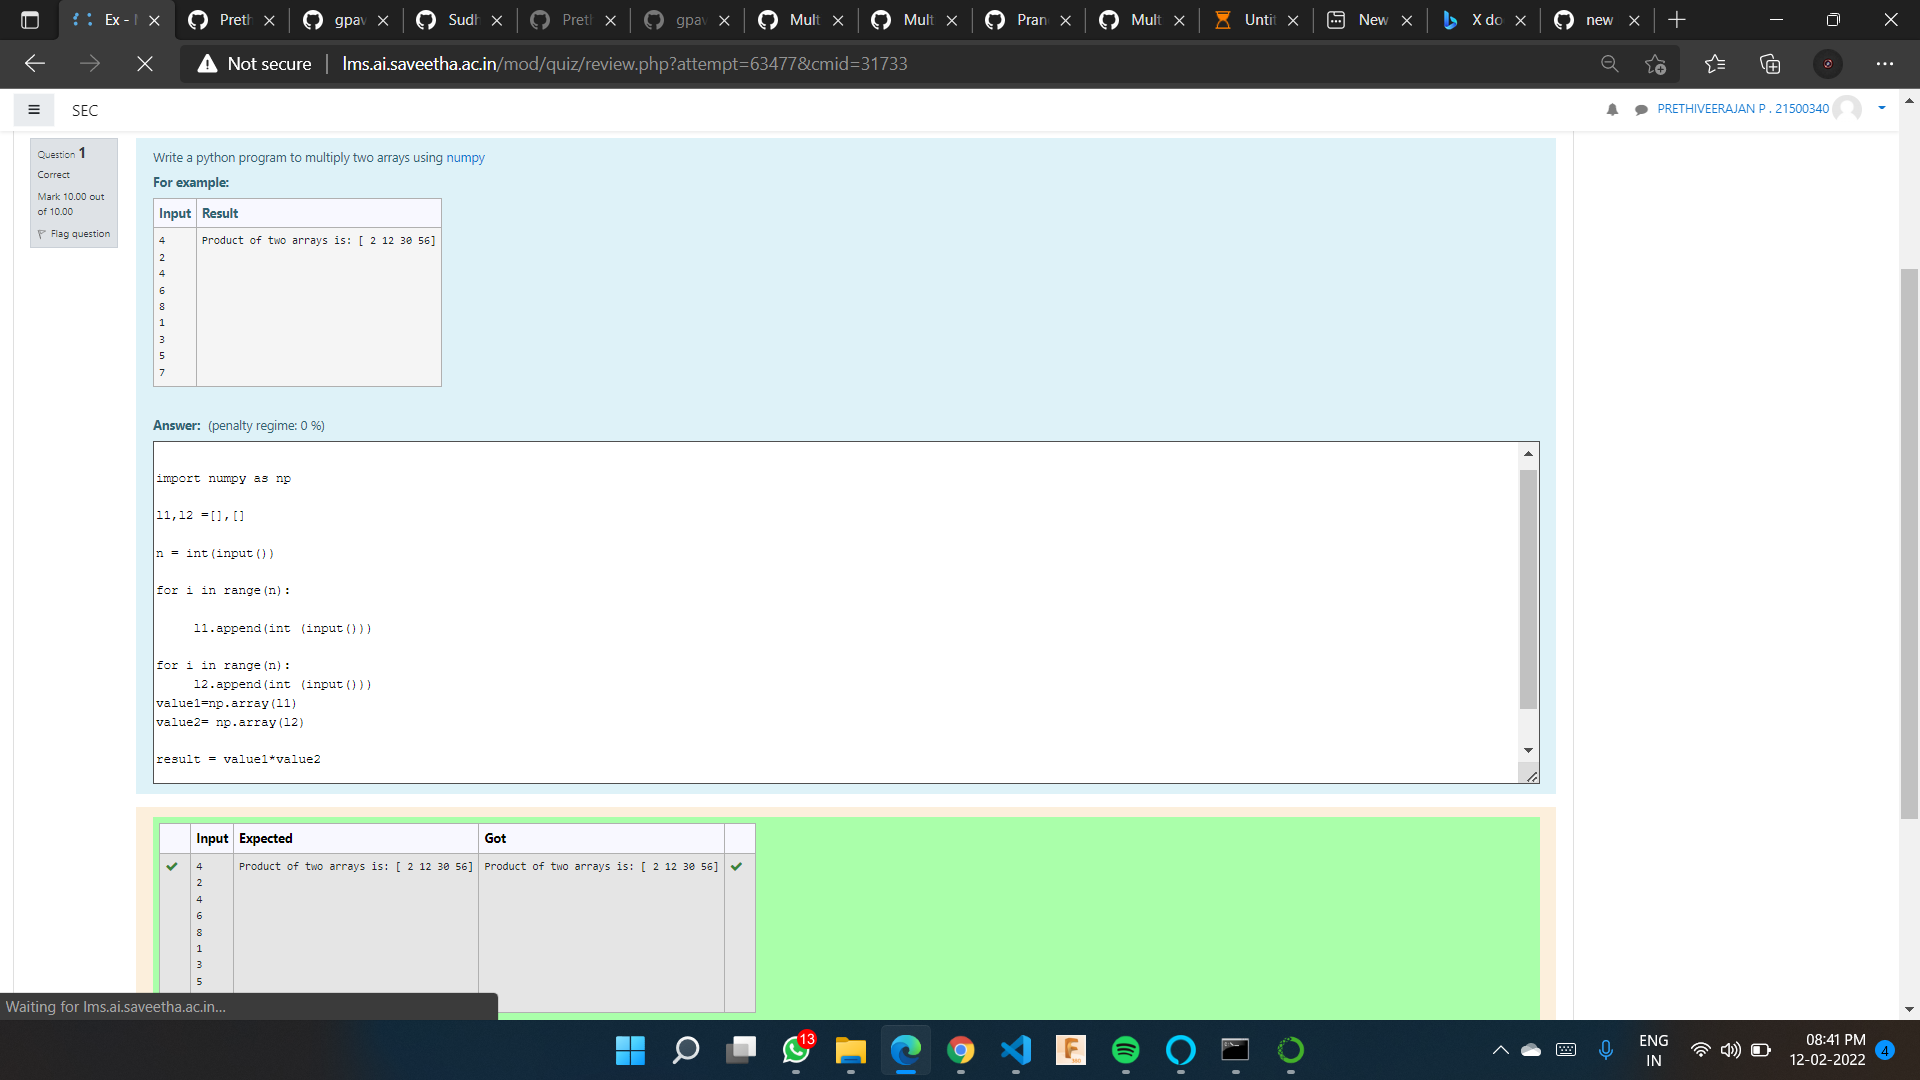 Ex - 
Preth
gpav
Sudh
Preth
gpav
Mult
Mult
Pran
Mult
Untit
New
X do
new
Not secure
lms.ai.saveetha.ac.in/mod/quiz/review.php?attempt=63477&cmid=31733
SEC
PRETHIVEERAJAN P . 21500340
Question 1
Correct
Mark 10.00 out
of 10.00
Flag question
Write a python program to multiply two arrays using numpy
For example:
Input Result
4 Product of two arrays is: [ 2 12 30 56]
2
4
6
8
1
3
5
7
Answer: (penalty regime: 0 %)
import numpy as np
l1,l2 =[],[]
n = int(input())
for i in range(n):
l1.append(int (input()))
for i in range(n):
l2.append(int (input()))
value1=np.array(l1)
value2= np.array(l2)
result = value1*value2
Input Expected Got
4 Product of two arrays is: [ 2 12 30 56] Product of two arrays is: [ 2 12 30 56]
2
4
6
8
1
3
5
Waiting for lms.ai.saveetha.ac.in...
13
F
360
ENG
IN
08:41 PM
12-02-2022
4